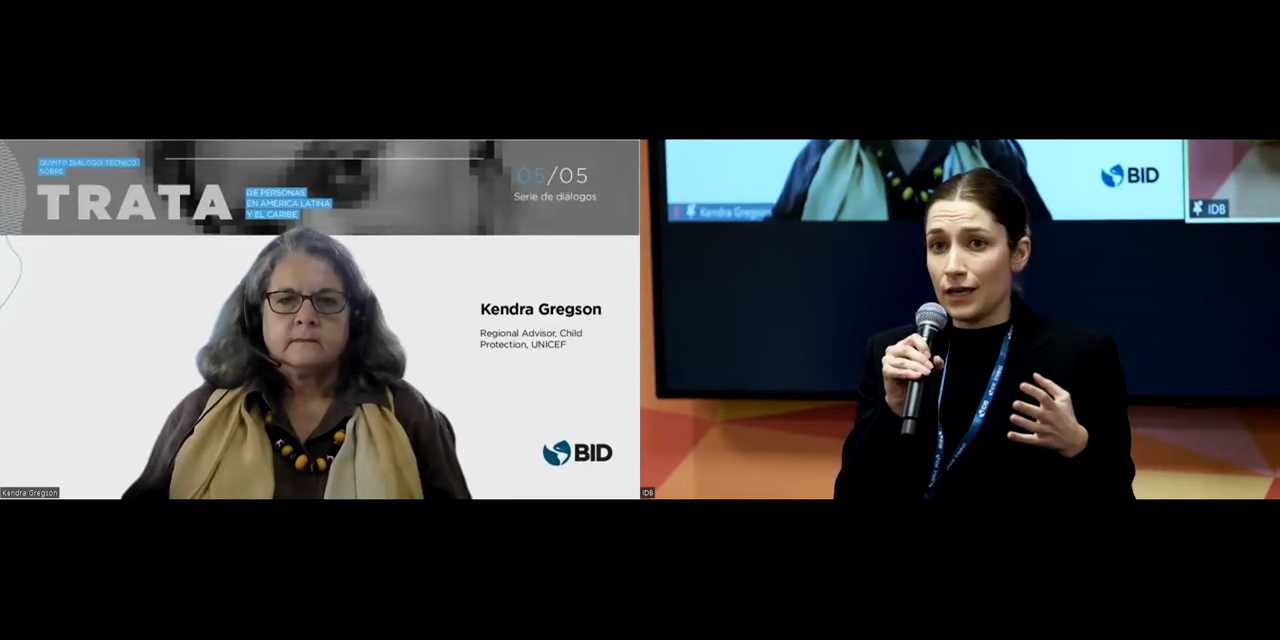 QUINTO DIÁLOGO TÉCNICO
SOBRE
TRATA
DE PERSONAS
EN AMÉRICA LATINA
Y EL CARIBE
05/05
Serie de diálogos
Kendra Gregson
Regional Advisor, Child
Protection, UNICEF
BID
Kendra Gregson
BID
Kendra Gregson
IDB
IDB